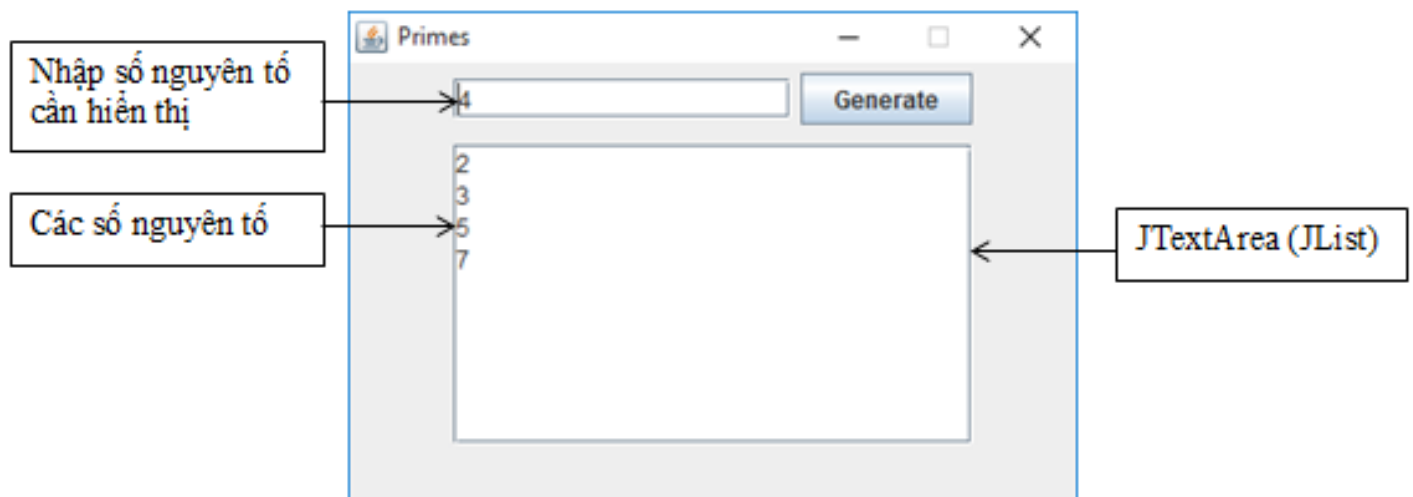 Primes
Nhập số nguyên tố
cần hiển thị
4
Generate
2
3
5
7
Các số nguyên tố
JTextArea (JList)